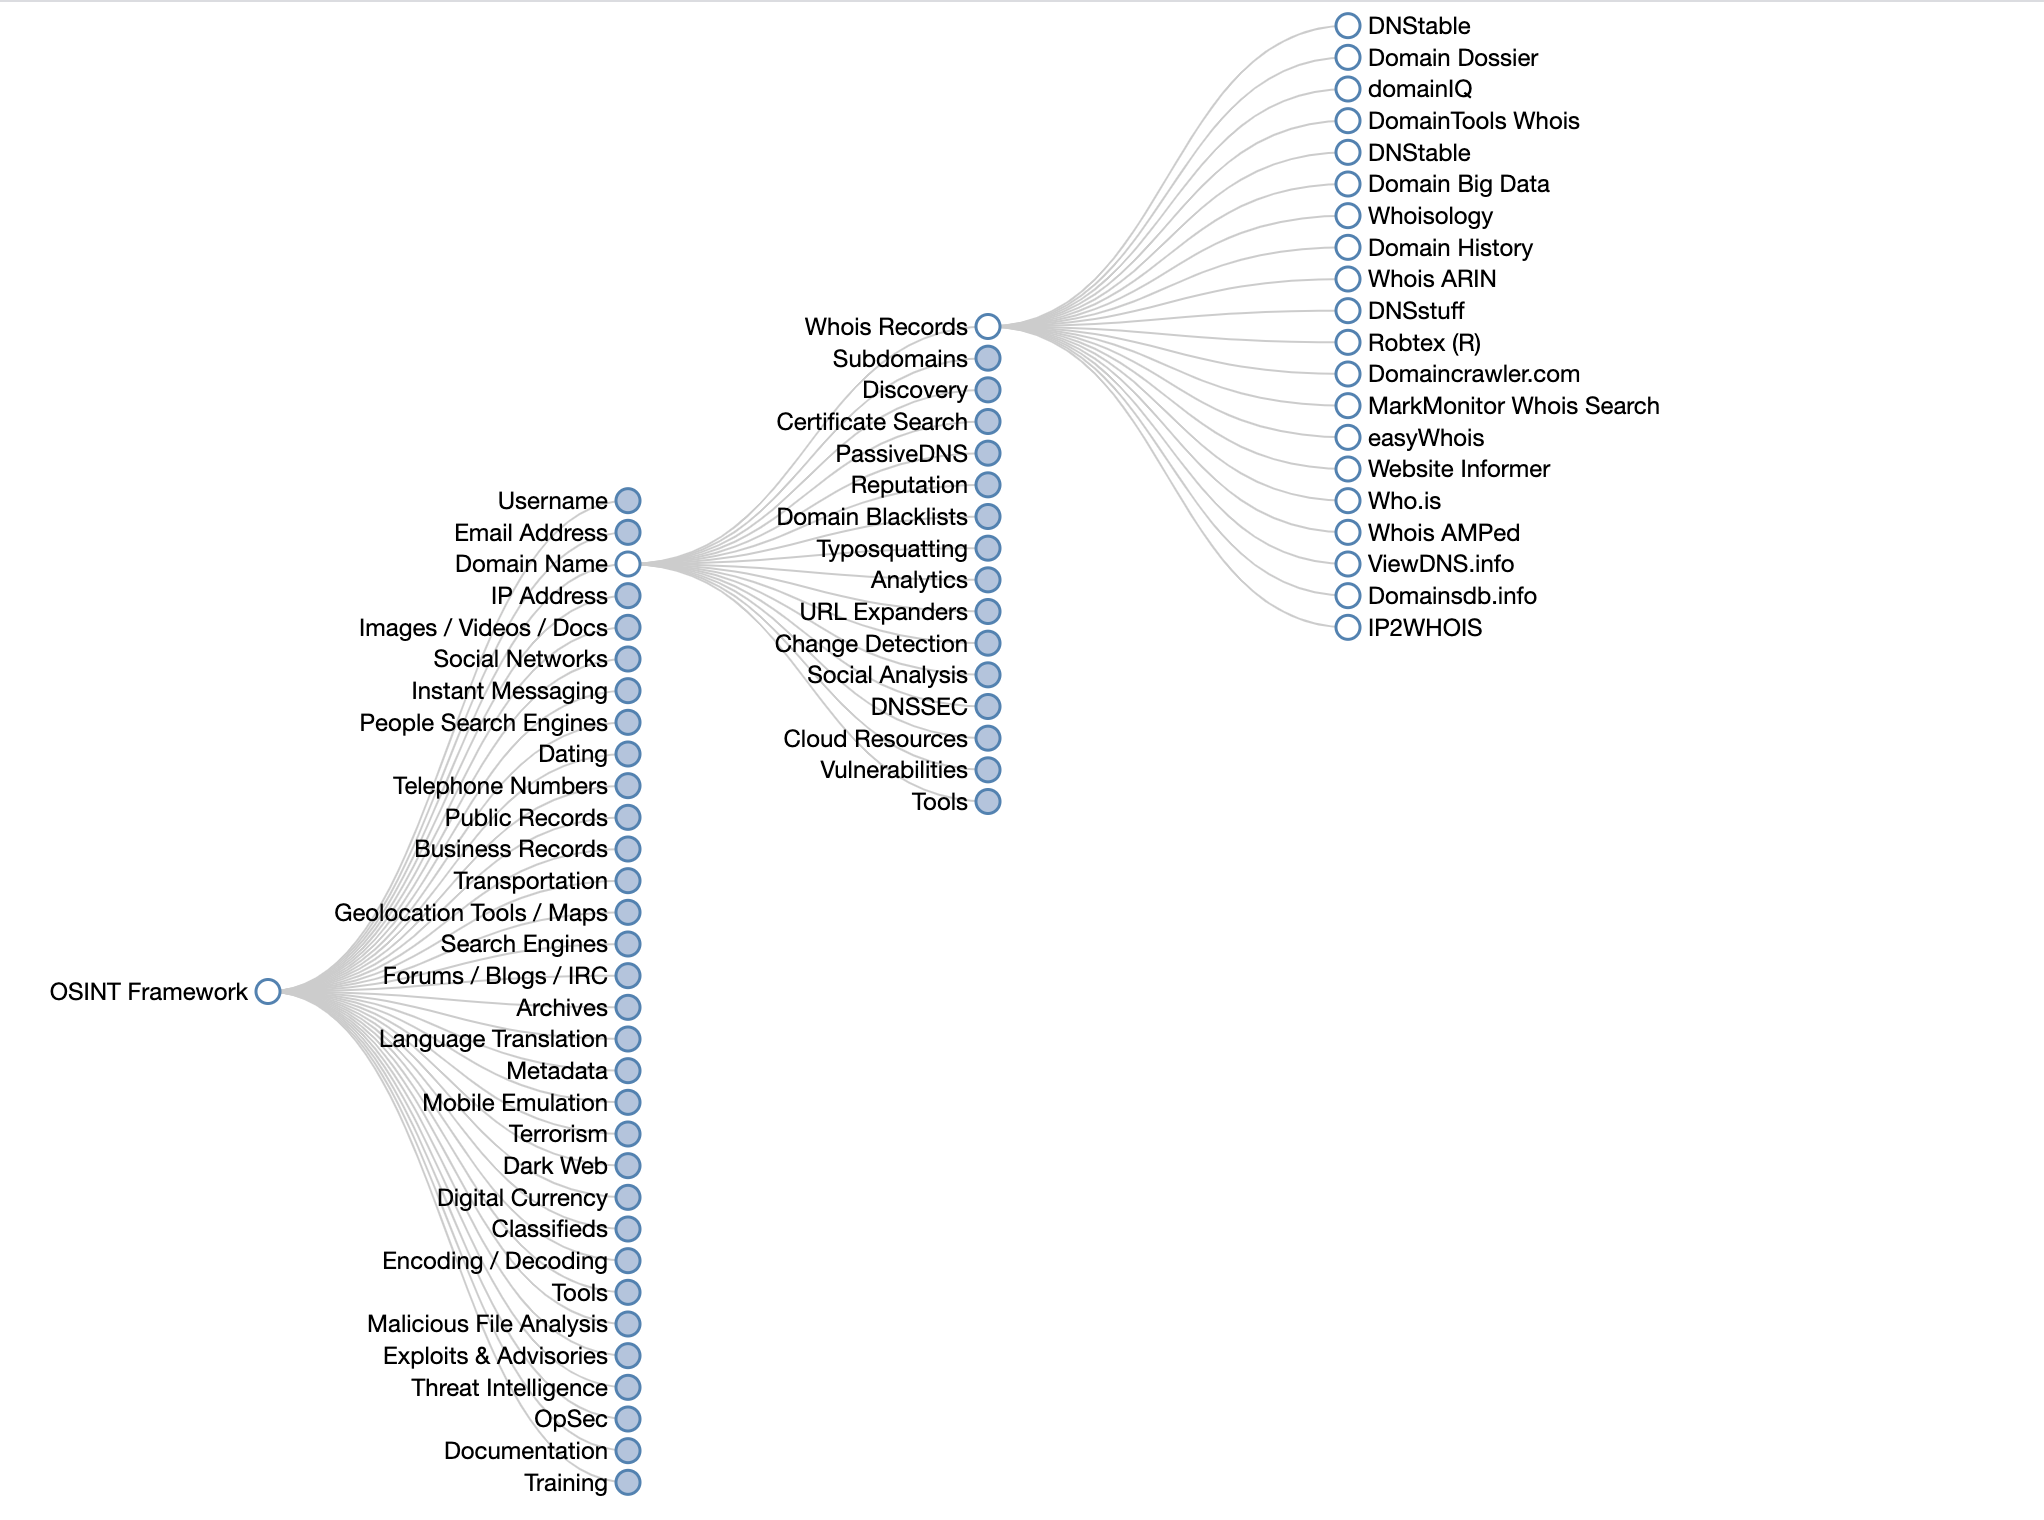 OSINT Framework
Username
Email Address
Domain Name
IP Address
Images / Videos / Docs
Social Networks
Instant Messaging
People Search Engines
Dating
Telephone Numbers
Public Records
Business Records
Transportation
Geolocation Tools / Maps
Search Engines
Forums / Blogs / IRC
Archives
Language Translation
Metadata
Mobile Emulation
Terrorism
Dark Web
Digital Currency
Classifieds
Encoding / Decoding
Tools
Malicious File Analysis
Exploits & Advisories
Threat Intelligence
OpSec
Documentation
Training
Whois Records
Subdomains
Discovery
Certificate Search
PassiveDNS
Reputation
Domain Blacklists
Typosquatting
Analytics
URL Expanders
Change Detection
Social Analysis
DNSSEC
Cloud Resources
Vulnerabilities
Tools
DNStable
Domain Dossier
domainIQ
DomainTools Whois
DNStable
Domain Big Data
Whoisology
Domain History
Whois ARIN
DNSstuff
Robtex (R)
Domaincrawler.com
MarkMonitor Whois Search
easyWhois
Website Informer
Who.is
Whois AMPed
ViewDNS.info
Domainsdb.info
IP2WHOIS